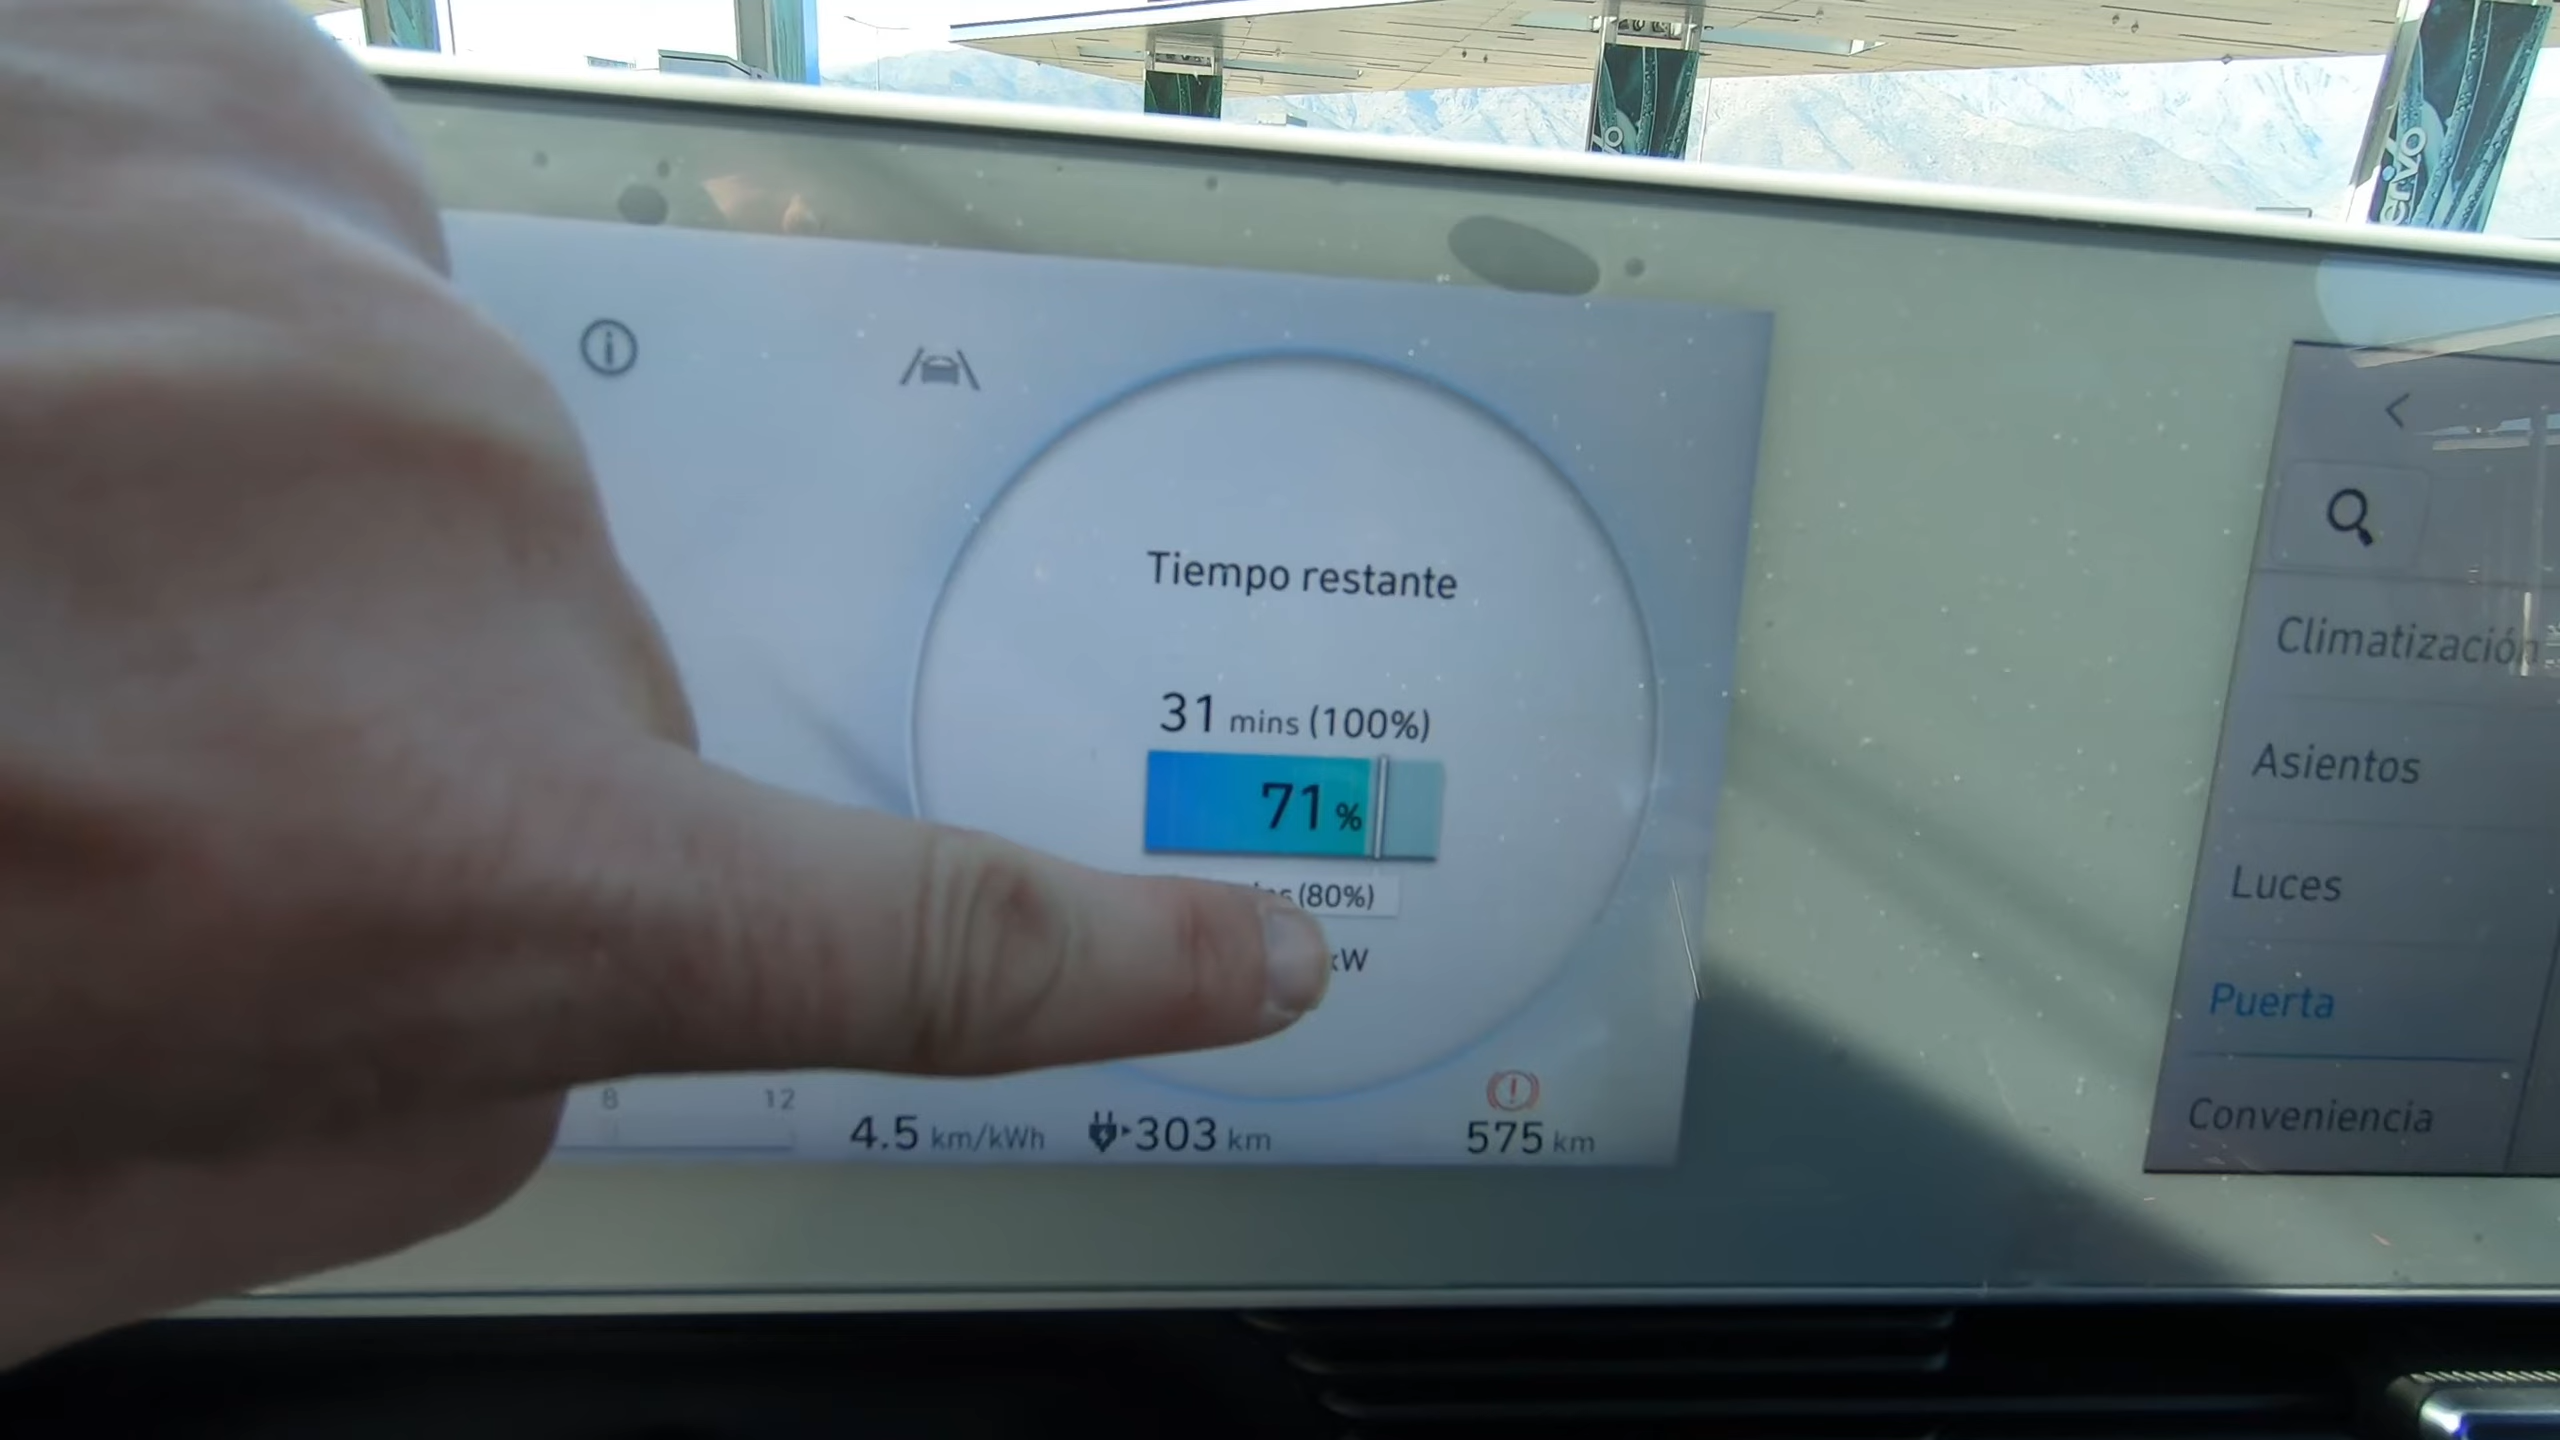 Tiempo restante
31 mins (100%)
71 %
(80%)
kW
8 12
4.5 km/kWh 303 km 575 km
Climatización
Asientos
Luces
Puerta
Conveniencia